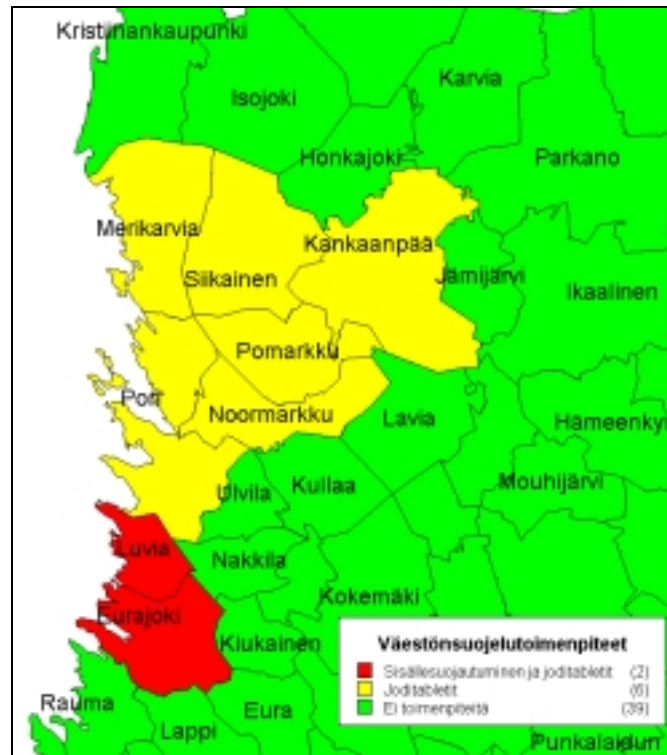 Kristiinankaupunki
Karvia
Isojoki
Honkajoki
Parkano
Merikarvia
Kankaanpää
Siikainen
Jämijärvi
Ikaalinen
Pomarkku
Pori
Noormarkku
Lavia
Hämeenky
Ulvila
Kullaa
Mouhijärvi
Luvia
Nakkila
Kokemäki
Eurajoki
Kiukainen
Väestönsuojelutoimenpiteet
Sisällesuojautuminen ja joditabletit (2)
Joditabletit (6)
Ei toimenpiteitä (39)
Rauma
Eura
Lappi
Punkalaidun